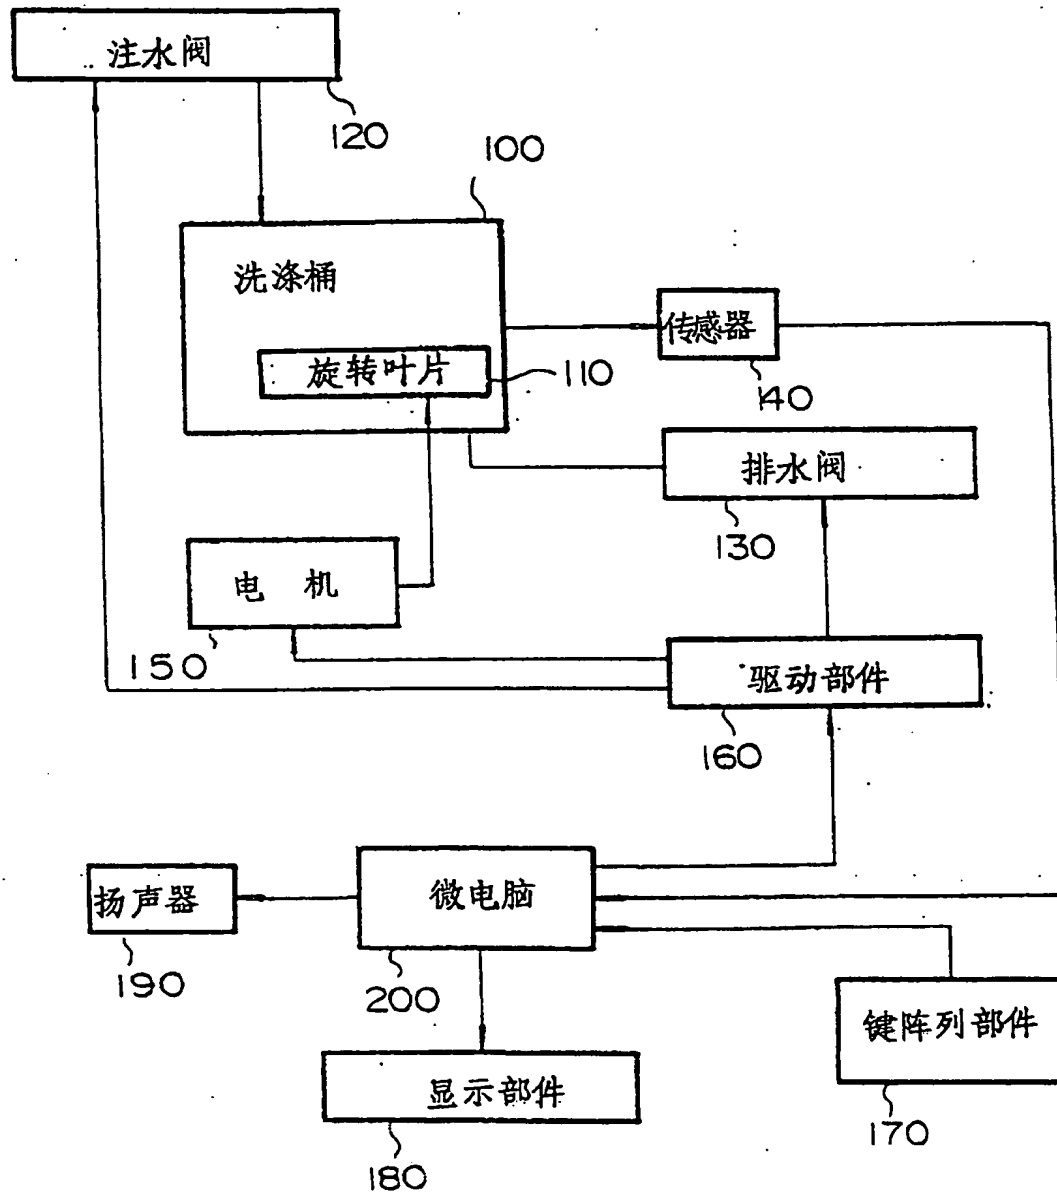 注水阀
120
100
洗涤桶
传感器
旋转叶片
110
140
排水阀
130
电 机
150
驱动部件
160
微电脑
扬声器
190
200
键阵列部件
显示部件
170
180